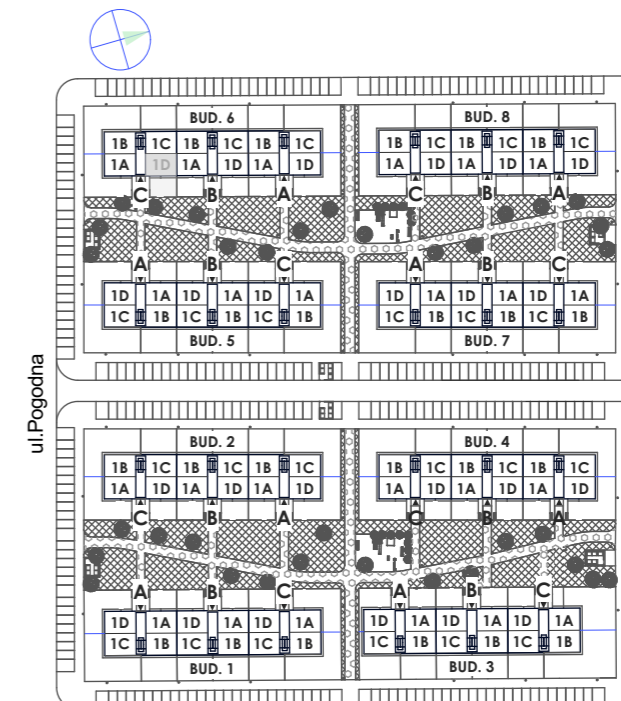 BUD. 6 BUD. 8
1B 1C 1B 1C 1B 1C 1B 1C 1B 1C 1B 1C
1A 1D 1A 1D 1A 1D 1A 1D 1A 1D 1A 1D
C B A C B A
A B C A B C
1D 1A 1D 1A 1D 1A 1D 1A 1D 1A 1D 1A
1C 1B 1C 1B 1C 1B 1C 1B 1C 1B 1C 1B
BUD. 5 BUD. 7
ul.Pogodna
BUD. 2 BUD. 4
1B 1C 1B 1C 1B 1C 1B 1C 1B 1C 1B 1C
1A 1D 1A 1D 1A 1D 1A 1D 1A 1D 1A 1D
C B A C B A
A B C A B C
1D 1A 1D 1A 1D 1A 1D 1A 1D 1A 1D 1A
1C 1B 1C 1B 1C 1B 1C 1B 1C 1B 1C 1B
BUD. 1 BUD. 3